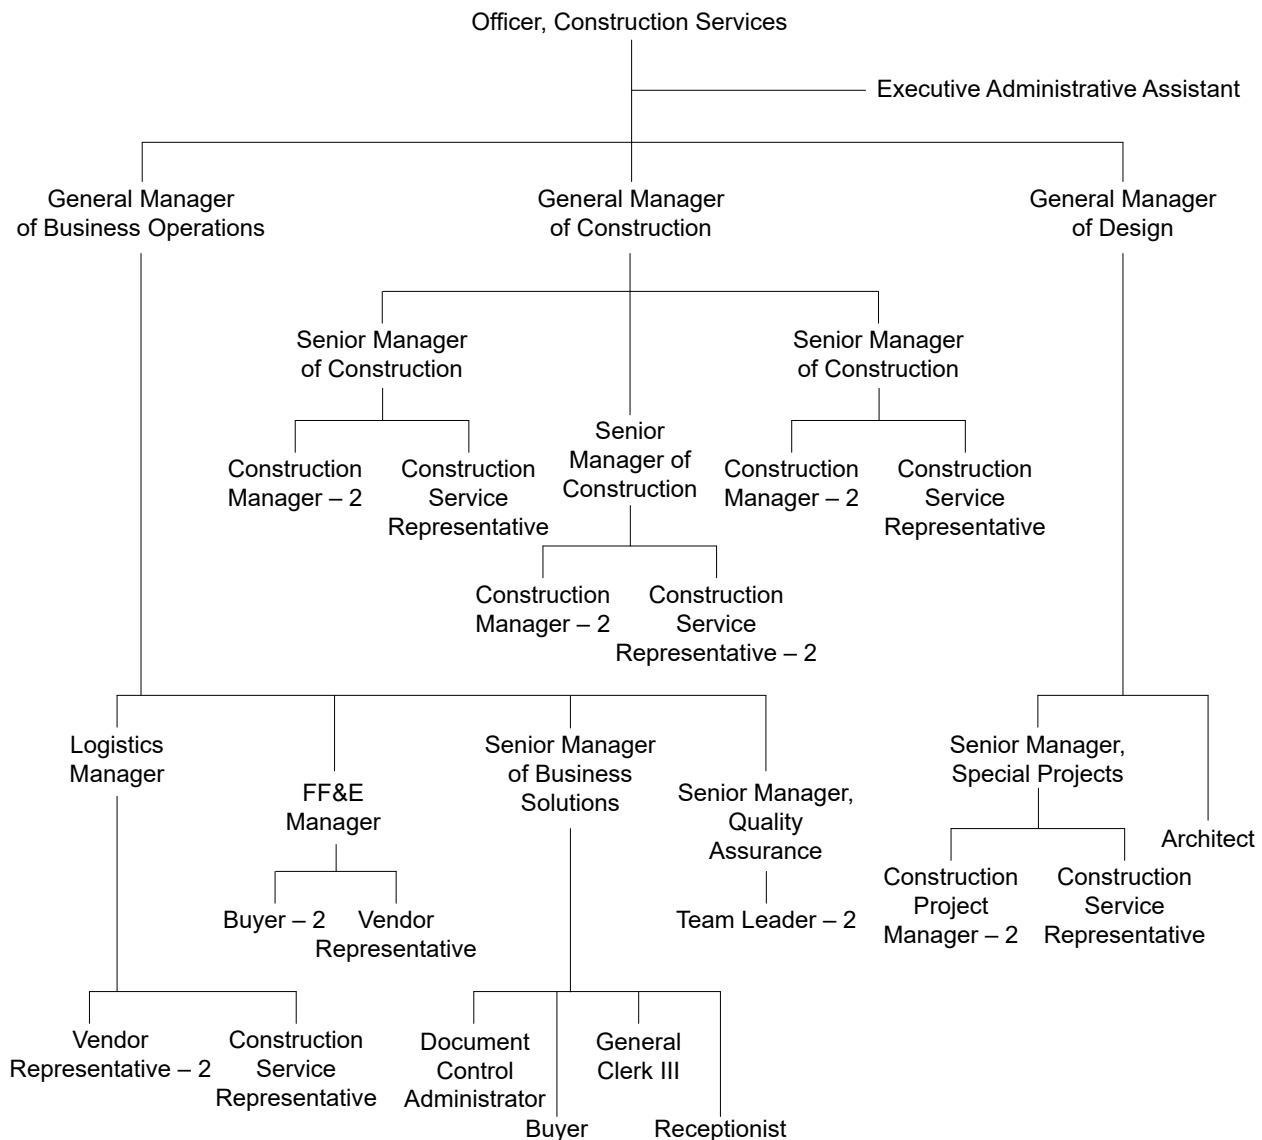 Officer, Construction Services
Executive Administrative Assistant
General Manager
of Business Operations
General Manager
of Construction
General Manager
of Design
Senior Manager
of Construction
Senior Manager
of Construction
Senior
Manager of
Construction
Construction
Manager – 2
Construction
Service
Representative
Construction
Manager – 2
Construction
Service
Representative
Construction
Manager – 2
Construction
Service
Representative – 2
Logistics
Manager
FF&E
Manager
Senior Manager
of Business
Solutions
Senior Manager,
Quality
Assurance
Senior Manager,
Special Projects
Architect
Buyer – 2
Vendor
Representative
Team Leader – 2
Construction
Project
Manager – 2
Construction
Service
Representative
Vendor
Representative – 2
Construction
Service
Representative
Document
Control
Administrator
Buyer
General
Clerk III
Receptionist